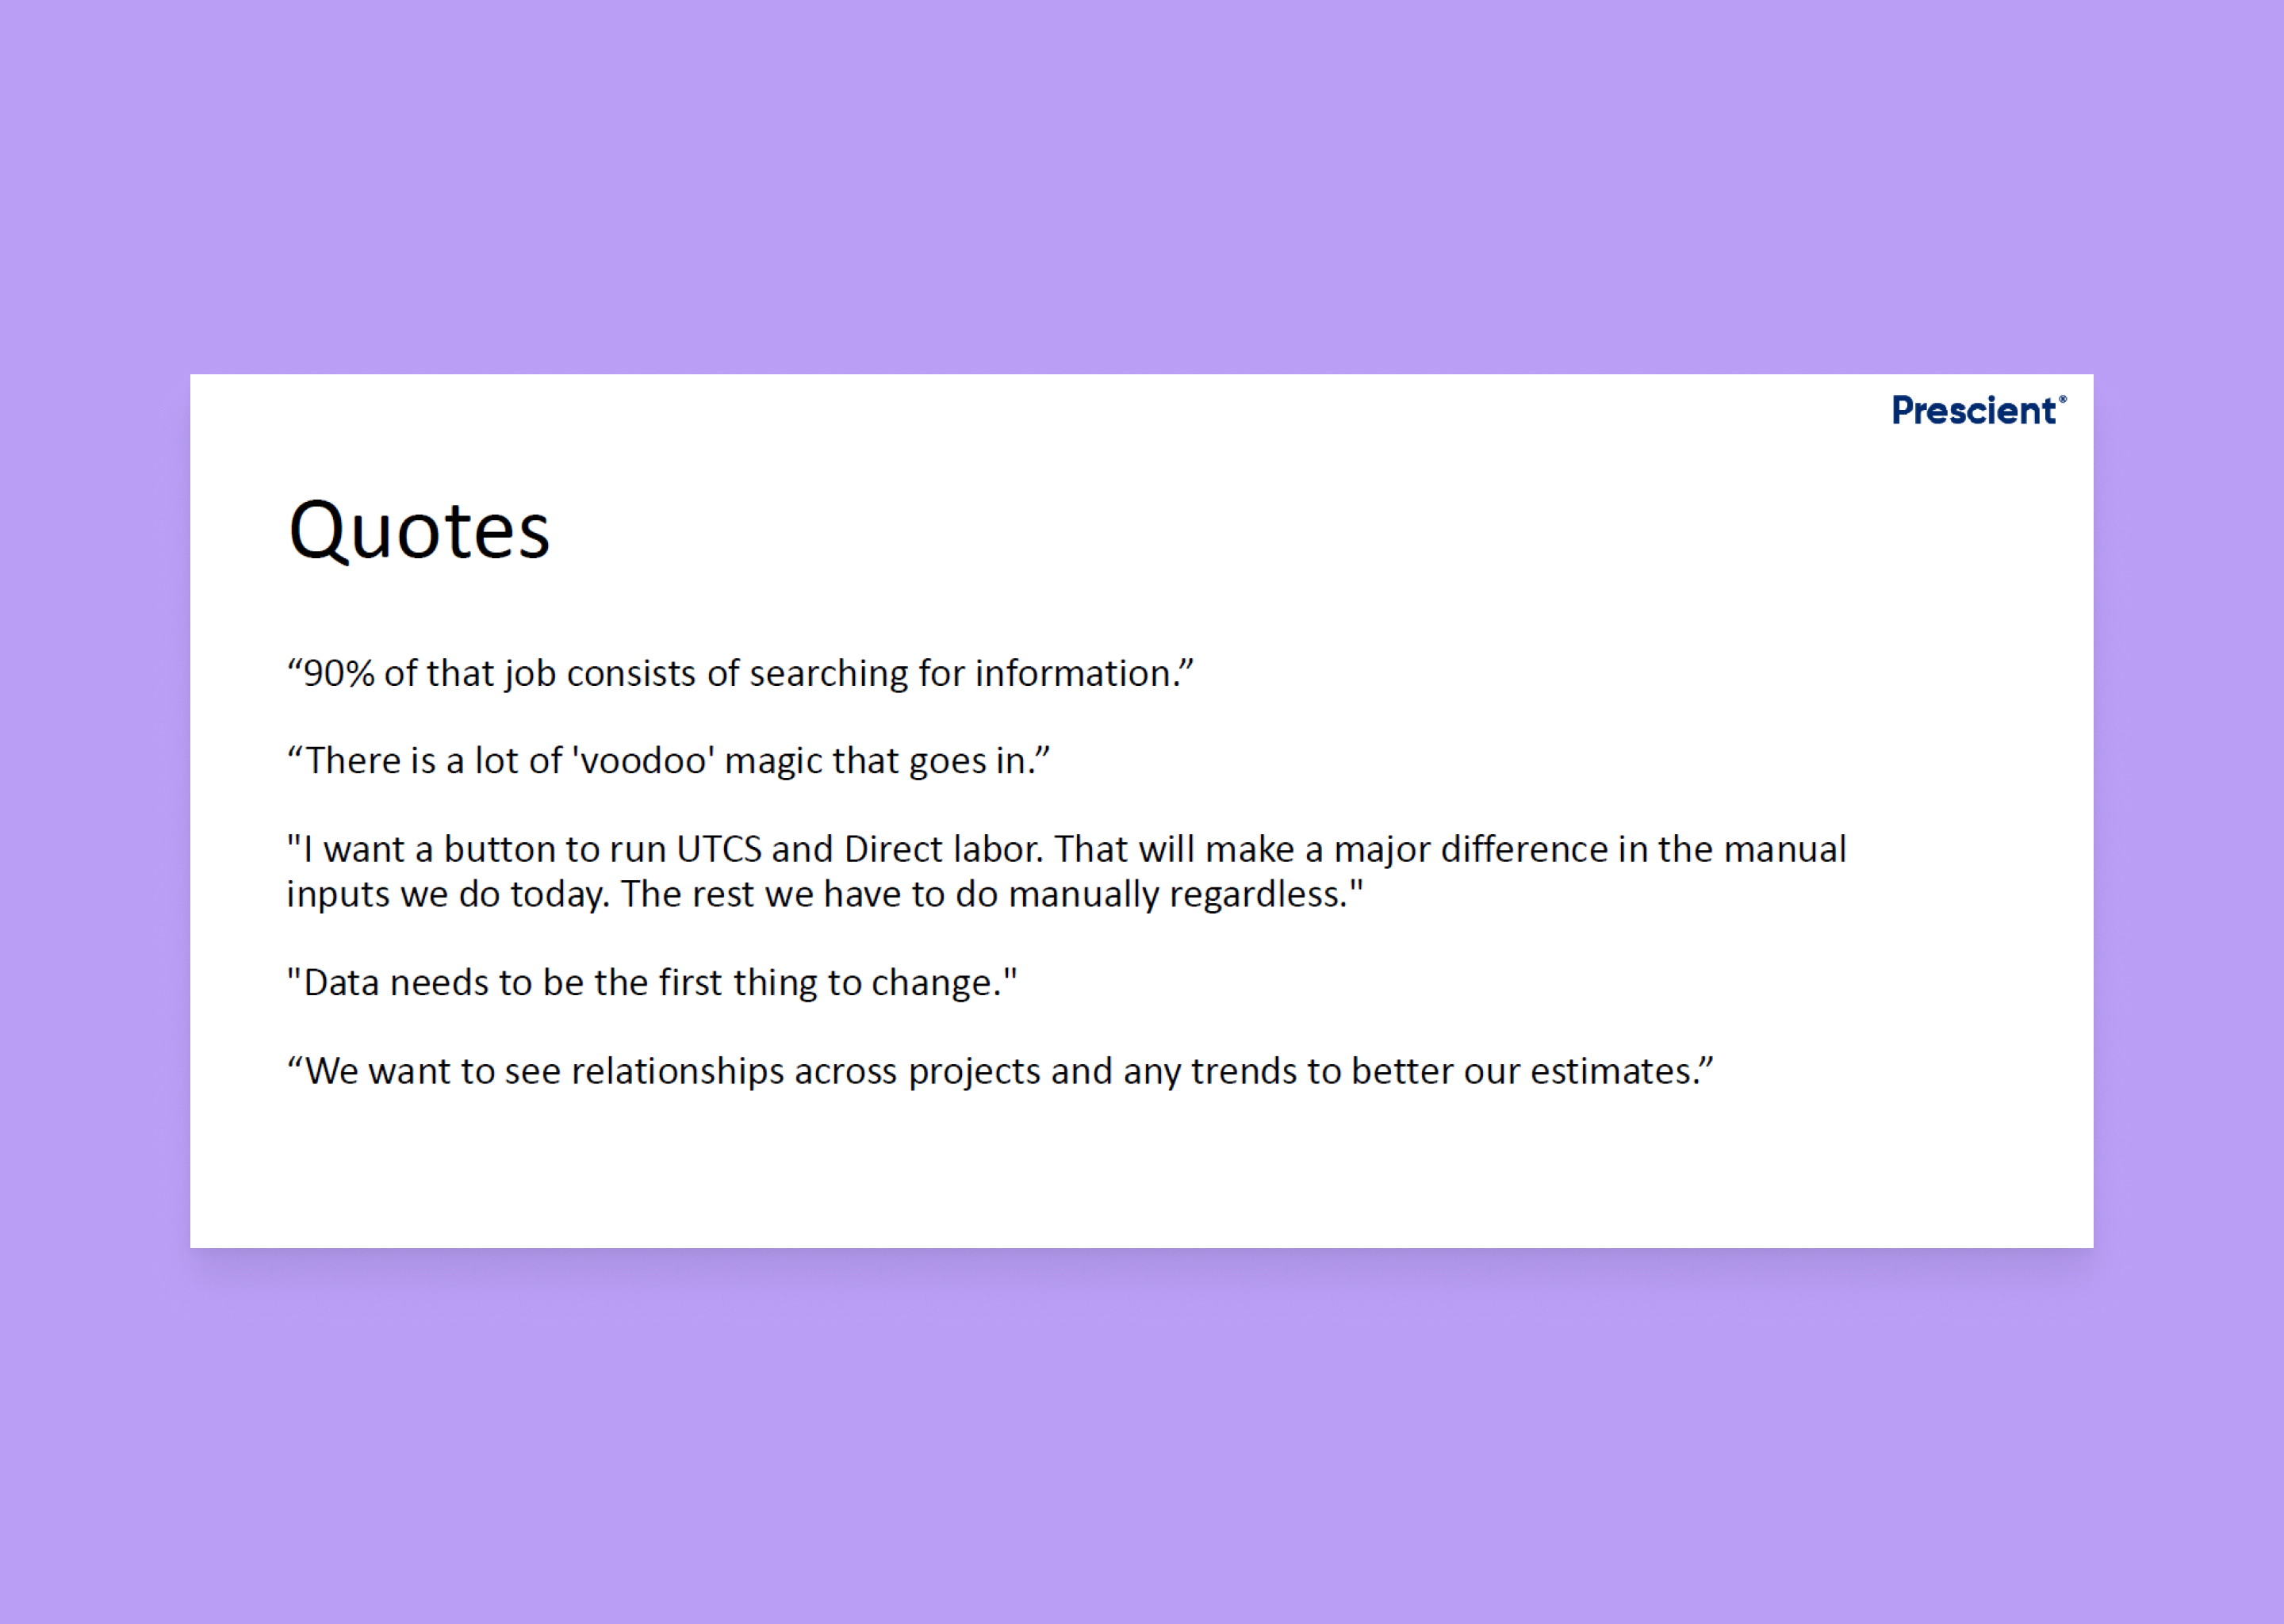 Prescient®
Quotes
“90% of that job consists of searching for information.”
“There is a lot of 'voodoo' magic that goes in.”
"I want a button to run UTCS and Direct labor. That will make a major difference in the manual
inputs we do today. The rest we have to do manually regardless."
"Data needs to be the first thing to change."
“We want to see relationships across projects and any trends to better our estimates.”